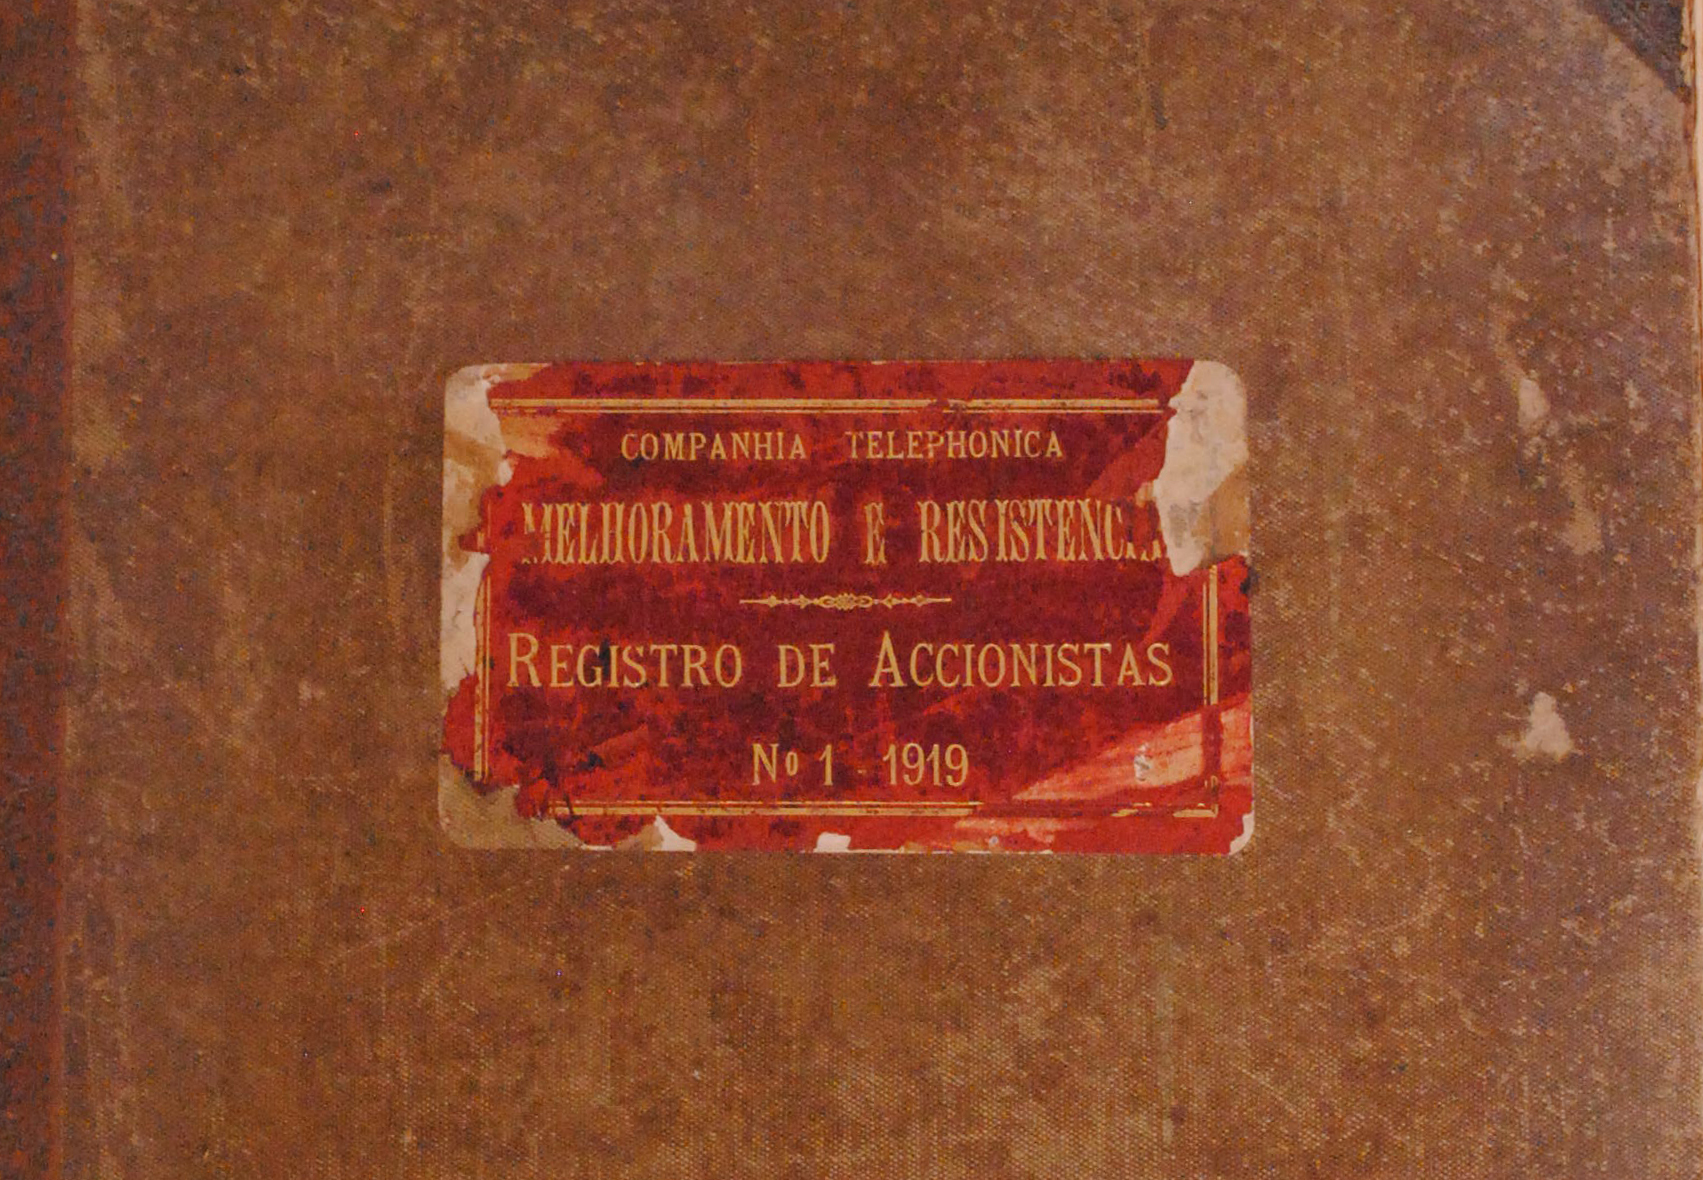 COMPANHIA TELEPHONICA
MELHORAMENTO E RESISTENCIA
REGISTRO DE ACCIONISTAS
No 1 - 1919